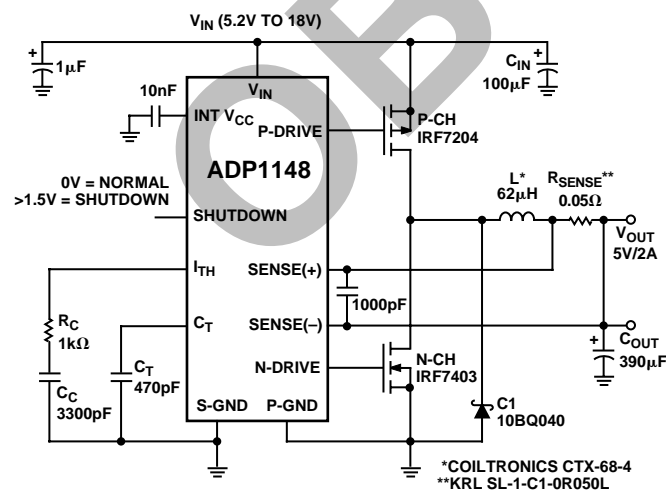 V_IN (5.2V TO 18V)
+
1μF
10nF
V_IN
INT V_CC
P-DRIVE
ADP1148
P-CH
IRF7204
C_IN
100μF
+
0V = NORMAL
>1.5V = SHUTDOWN
SHUTDOWN
L*
62μH
R_SENSE**
0.05Ω
V_OUT
5V/2A
I_TH
SENSE(+)
1000pF
R_C
1kΩ
C_T
SENSE(–)
C_C
3300pF
C_T
470pF
N-DRIVE
N-CH
IRF7403
+
C_OUT
390μF
S-GND
P-GND
C1
10BQ040
*COILTRONICS CTX-68-4
**KRL SL-1-C1-0R050L